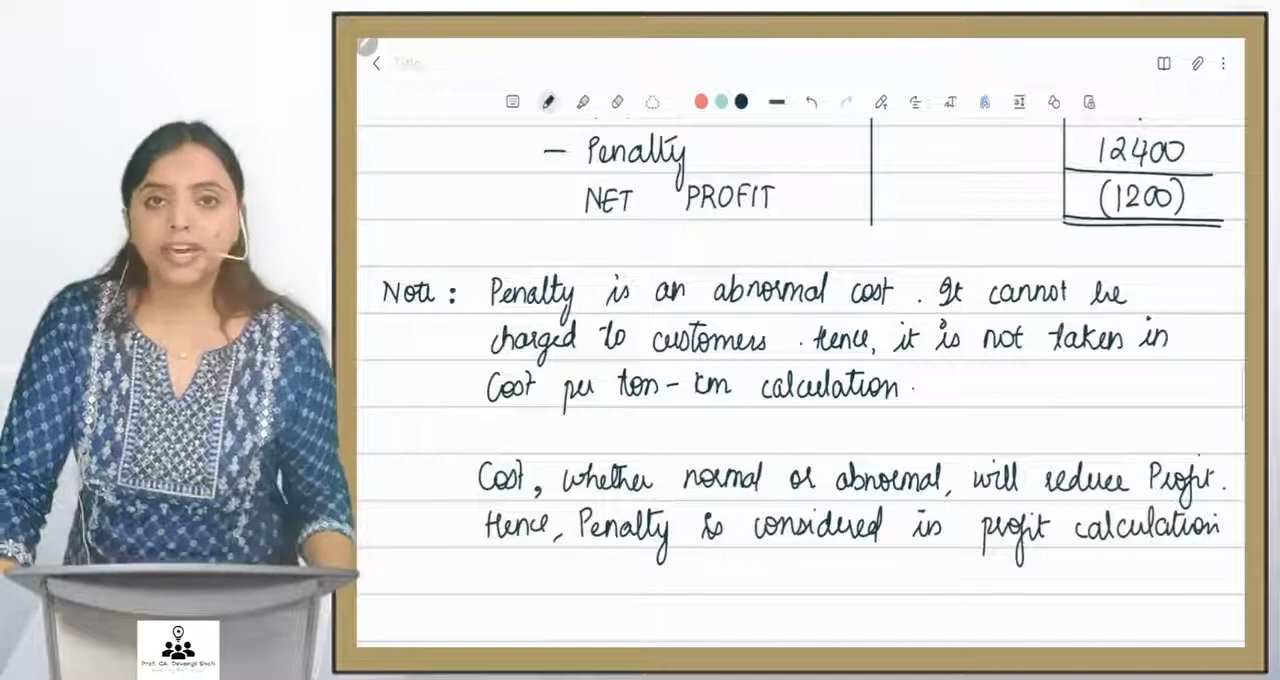 Title
— Penalty 12400
NET PROFIT (1200)
Note : Penalty is an abnormal cost . It cannot be
charged to customers . Hence, it is not taken in
Cost per ton-km calculation .
Cost, whether normal or abnormal, will reduce Profit .
Hence, Penalty is considered in profit calculation
Prof. CA. Devangi Shah